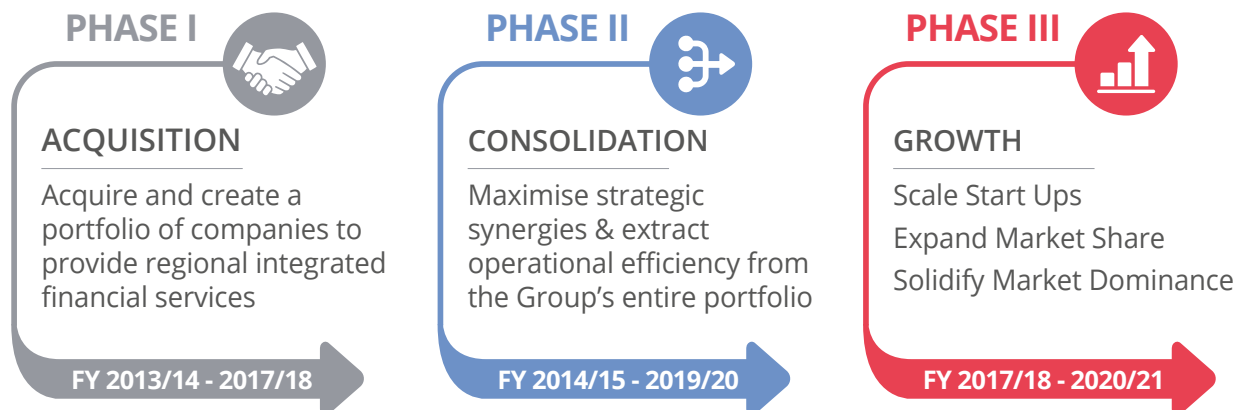 PHASE I
ACQUISITION
Acquire and create a
portfolio of companies to
provide regional integrated
financial services
FY 2013/14 - 2017/18
PHASE II
CONSOLIDATION
Maximise strategic
synergies & extract
operational efficiency from
the Group's entire portfolio
FY 2014/15 - 2019/20
PHASE III
GROWTH
Scale Start Ups
Expand Market Share
Solidify Market Dominance
FY 2017/18 - 2020/21